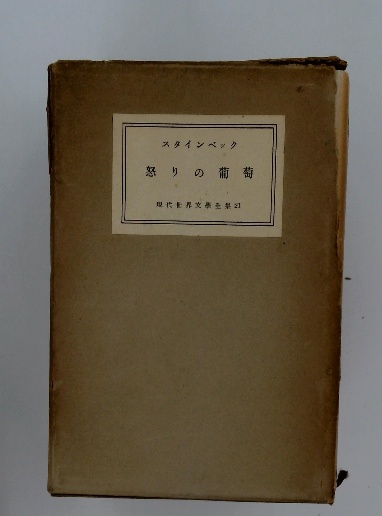 スタインベック
怒りの葡萄
現代世界文學全集21